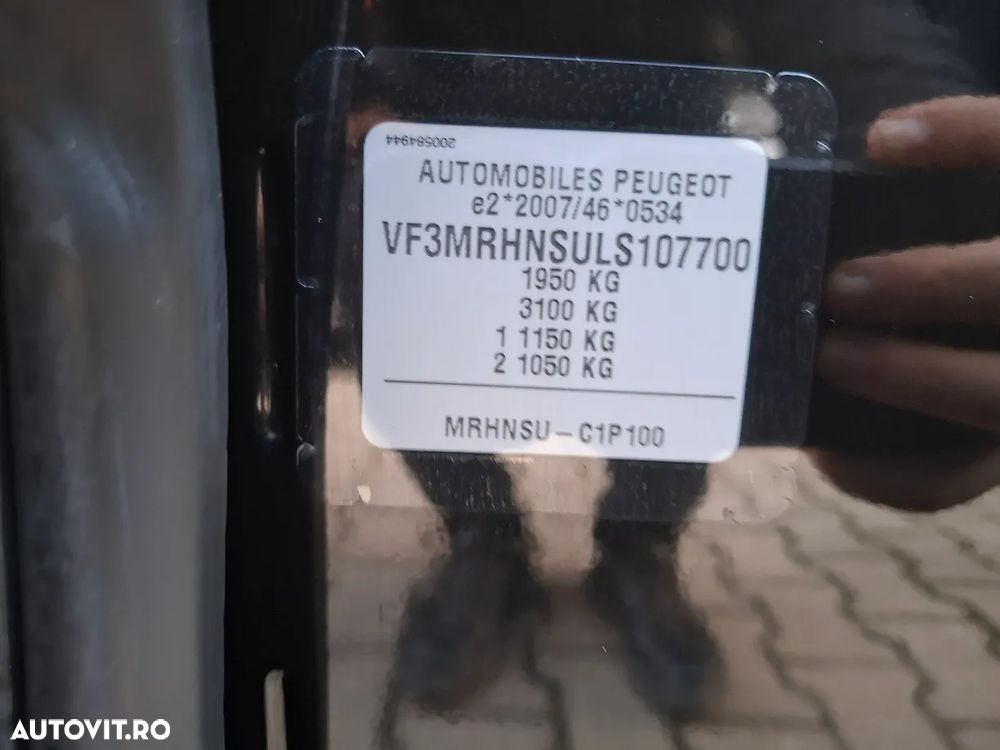 200584944
AUTOMOBILES PEUGEOT
e2*2007/46*0534
VF3MRHNSULS107700
1950 KG
3100 KG
1 1150 KG
2 1050 KG
MRHNSU-C1P100
AUTOVIT.RO